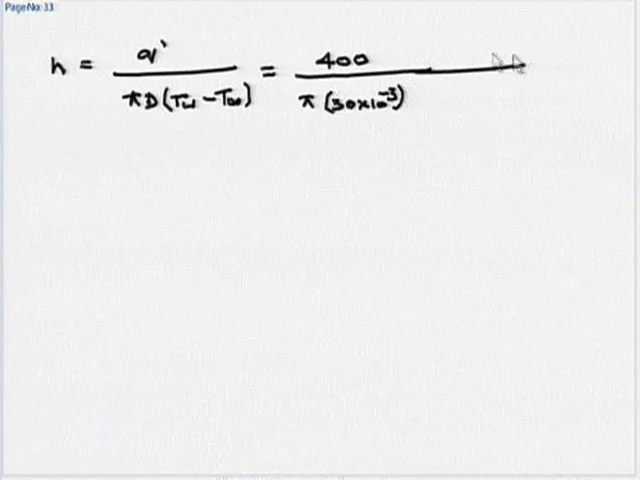 Page No: 33
h = q' / πD(Tw - T∞) = 400 / π(30×10⁻³)